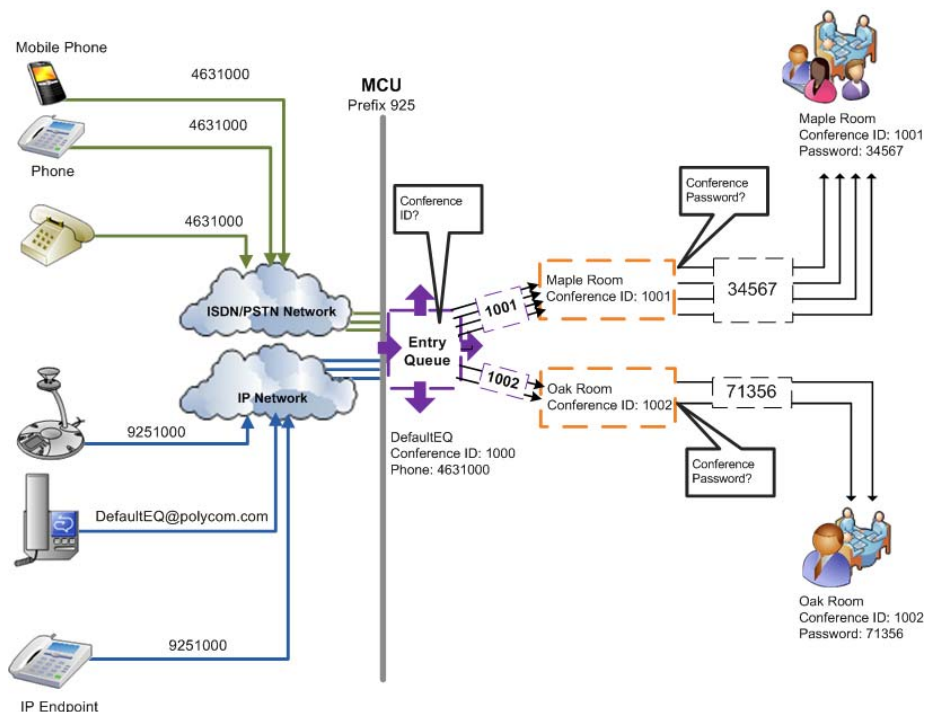 Mobile Phone
4631000
4631000
Phone
4631000
ISDN/PSTN Network
IP Network
9251000
DefaultEQ@polycom.com
9251000
IP Endpoint
MCU
Prefix 925
Conference
ID?
Entry
Queue
DefaultEQ
Conference ID: 1000
Phone: 4631000
1001
1002
Conference
Password?
Maple Room
Conference ID: 1001
34567
Maple Room
Conference ID: 1001
Password: 34567
Oak Room
Conference ID: 1002
71356
Conference
Password?
Oak Room
Conference ID: 1002
Password: 71356